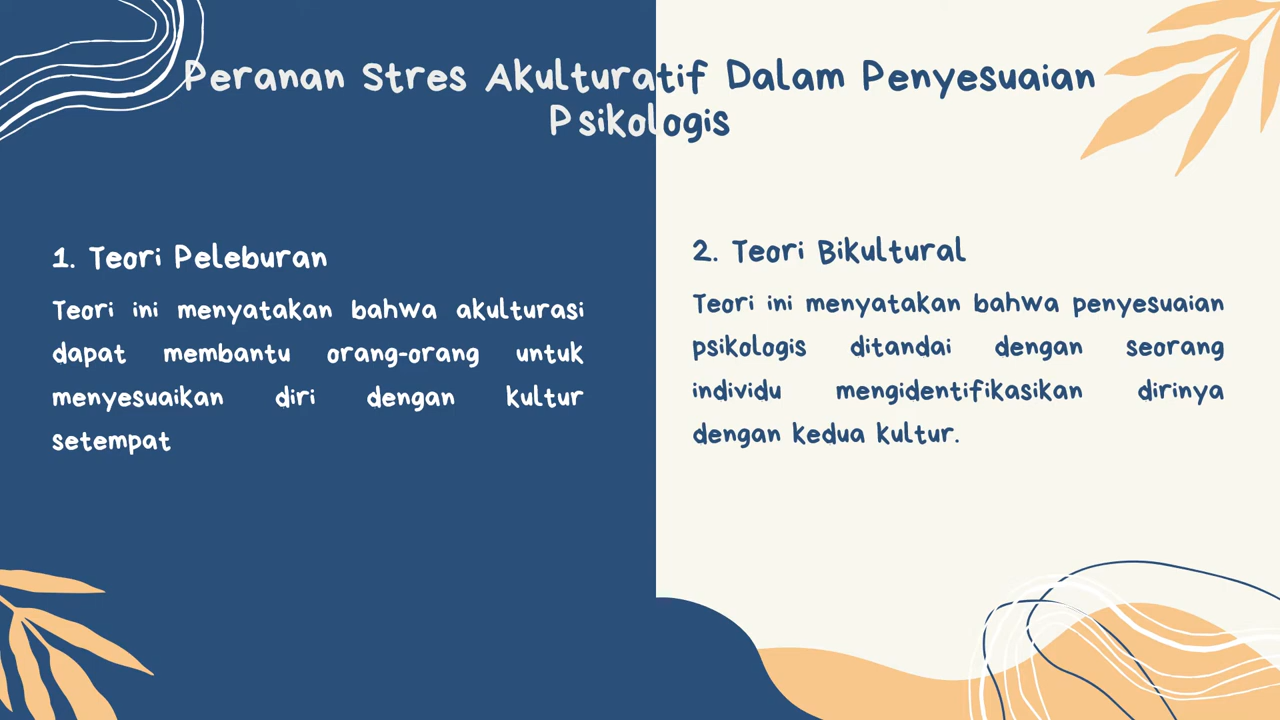 Peranan Stres Akulturatif Dalam Penyesuaian
Psikologis
1. Teori Peleburan
Teori ini menyatakan bahwa akulturasi
dapat membantu orang-orang untuk
menyesuaikan diri dengan kultur
setempat
2. Teori Bikultural
Teori ini menyatakan bahwa penyesuaian
psikologis ditandai dengan seorang
individu mengidentifikasikan dirinya
dengan kedua kultur.